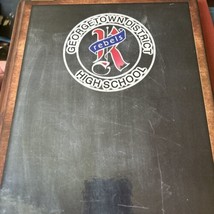 GEORGETOWN DISTRICT
R
rebels
HIGH SCHOOL